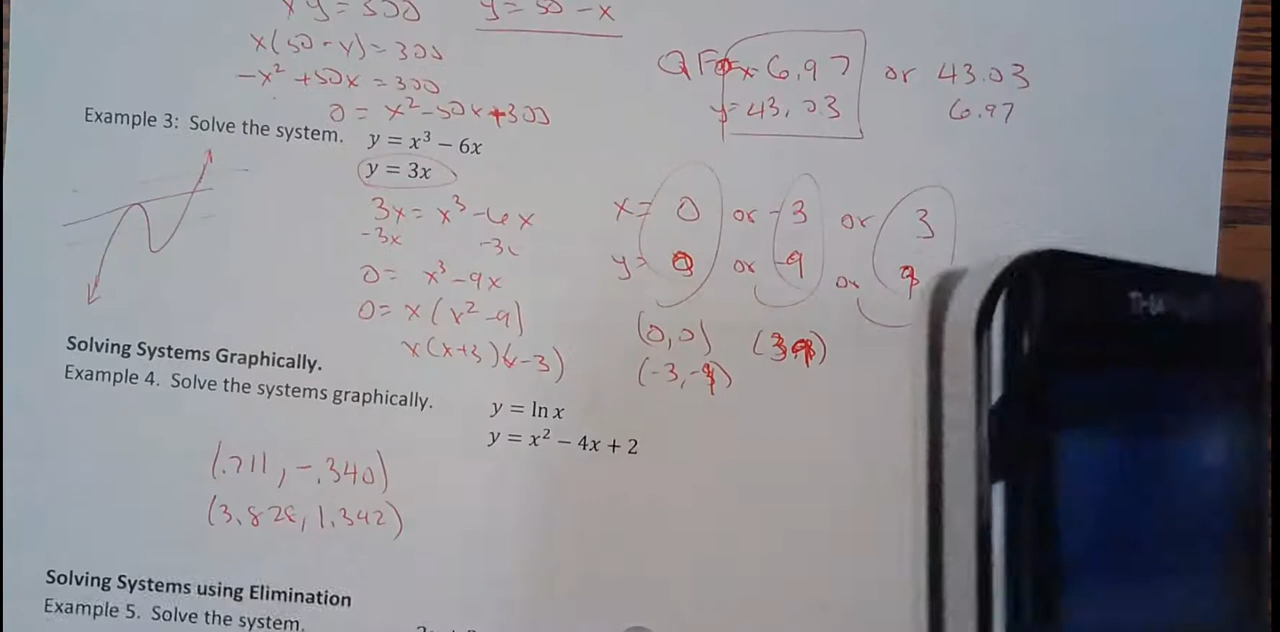 xy = 300 y = 50 - x
x(50 - y) = 300
-x² + 50x = 300
0 = x² - 50x + 300
QF x = 6.97 or 43.03
y = 43.03 6.97
Example 3: Solve the system. y = x³ − 6x
y = 3x
3x = x³ - 6x
-3x -3x
0 = x³ - 9x
0 = x(x² - 9)
x(x+3)(x-3)
x = 0 or -3 or 3
y = 0 or -9 or 9
(0,0) (3,9)
(-3,-9)
Solving Systems Graphically.
Example 4. Solve the systems graphically.
y = ln x
y = x² − 4x + 2
(.711, -.340)
(3.828, 1.342)
Solving Systems using Elimination
Example 5. Solve the system.